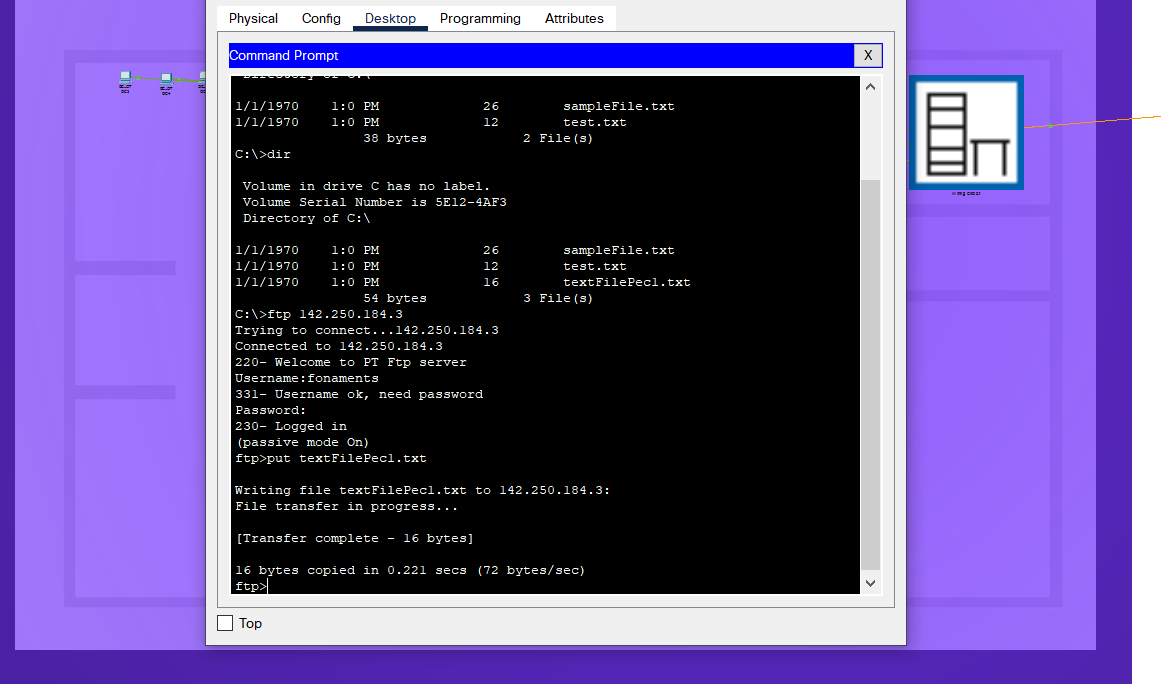 Physical Config Desktop Programming Attributes
Command Prompt X
1/1/1970 1:0 PM 26 sampleFile.txt
1/1/1970 1:0 PM 12 test.txt
38 bytes 2 File(s)
C:\>dir
Volume in drive C has no label.
Volume Serial Number is 5E12-4AF3
Directory of C:\
1/1/1970 1:0 PM 26 sampleFile.txt
1/1/1970 1:0 PM 12 test.txt
1/1/1970 1:0 PM 16 textFilePec1.txt
54 bytes 3 File(s)
C:\>ftp 142.250.184.3
Trying to connect...142.250.184.3
Connected to 142.250.184.3
220- Welcome to PT Ftp server
Username:fonaments
331- Username ok, need password
Password:
230- Logged in
(passive mode On)
ftp>put textFilePec1.txt
Writing file textFilePec1.txt to 142.250.184.3:
File transfer in progress...
[Transfer complete - 16 bytes]
16 bytes copied in 0.221 secs (72 bytes/sec)
ftp>
Top